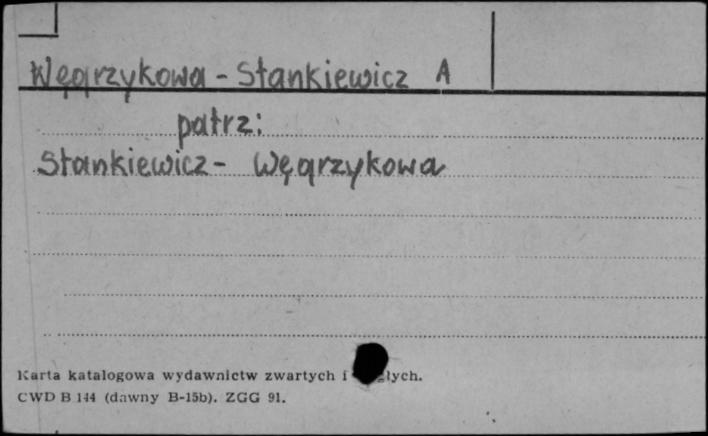 Węgrzykowa - Stankiewicz A
patrz:
Stankiewicz - Węgrzykowa
Karta katalogowa wydawnictw zwartych i
CWD B 144 (dawny B-15b). ZGG 91.